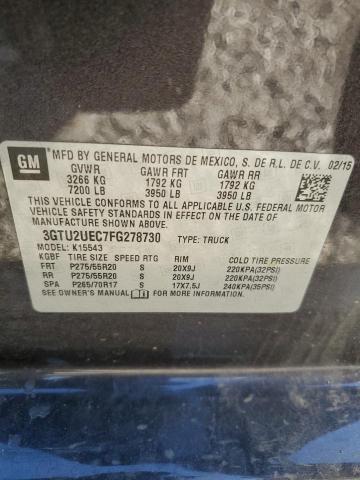 GM
MFD BY GENERAL MOTORS DE MEXICO, S. DE R.L. DE C.V. 02/15
GVWR GAWR FRT GAWR RR
3266 KG 1792 KG 1792 KG
7200 LB 3950 LB 3950 LB
THIS VEHICLE CONFORMS TO ALL APPLICABLE U.S. FEDERAL MOTOR
VEHICLE SAFETY STANDARDS IN EFFECT ON THE DATE OF
MANUFACTURE SHOWN ABOVE.
3GTU2UEC7FG278730 TYPE: TRUCK
MODEL: K15543
KGBF TIRE SIZE SPEED RTG RIM COLD TIRE PRESSURE
FRT P275/55R20 S 20X9J 220KPA(32PSI)
RR P275/55R20 S 20X9J 220KPA(32PSI)
SPA P265/70R17 S 17X7.5J 240KPA(35PSI)
SEE OWNER'S MANUAL FOR MORE INFORMATION.